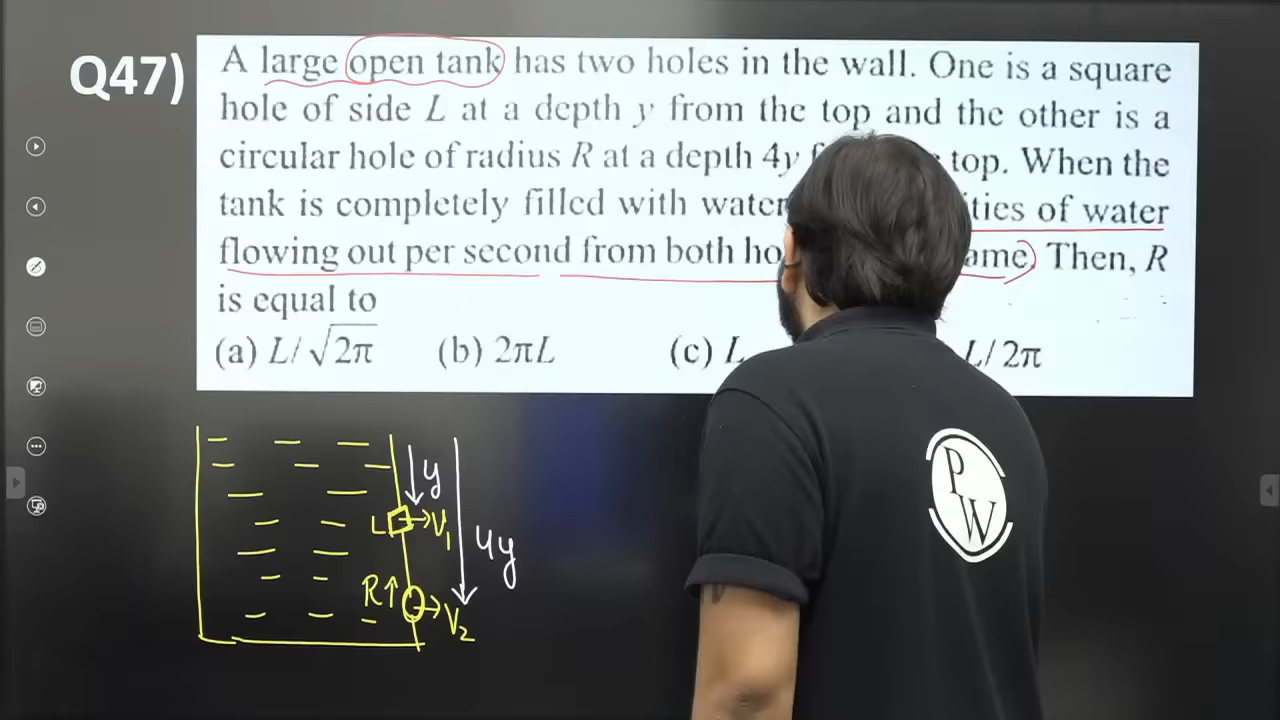 Q47)
A large open tank has two holes in the wall. One is a square
hole of side L at a depth y from the top and the other is a
circular hole of radius R at a depth 4y top. When the
tank is completely filled with water of water
flowing out per second from both Then, R
is equal to
(a) L/√2π (b) 2πL (c) L L/2π
y
L V₁
4y
R V₂
PW